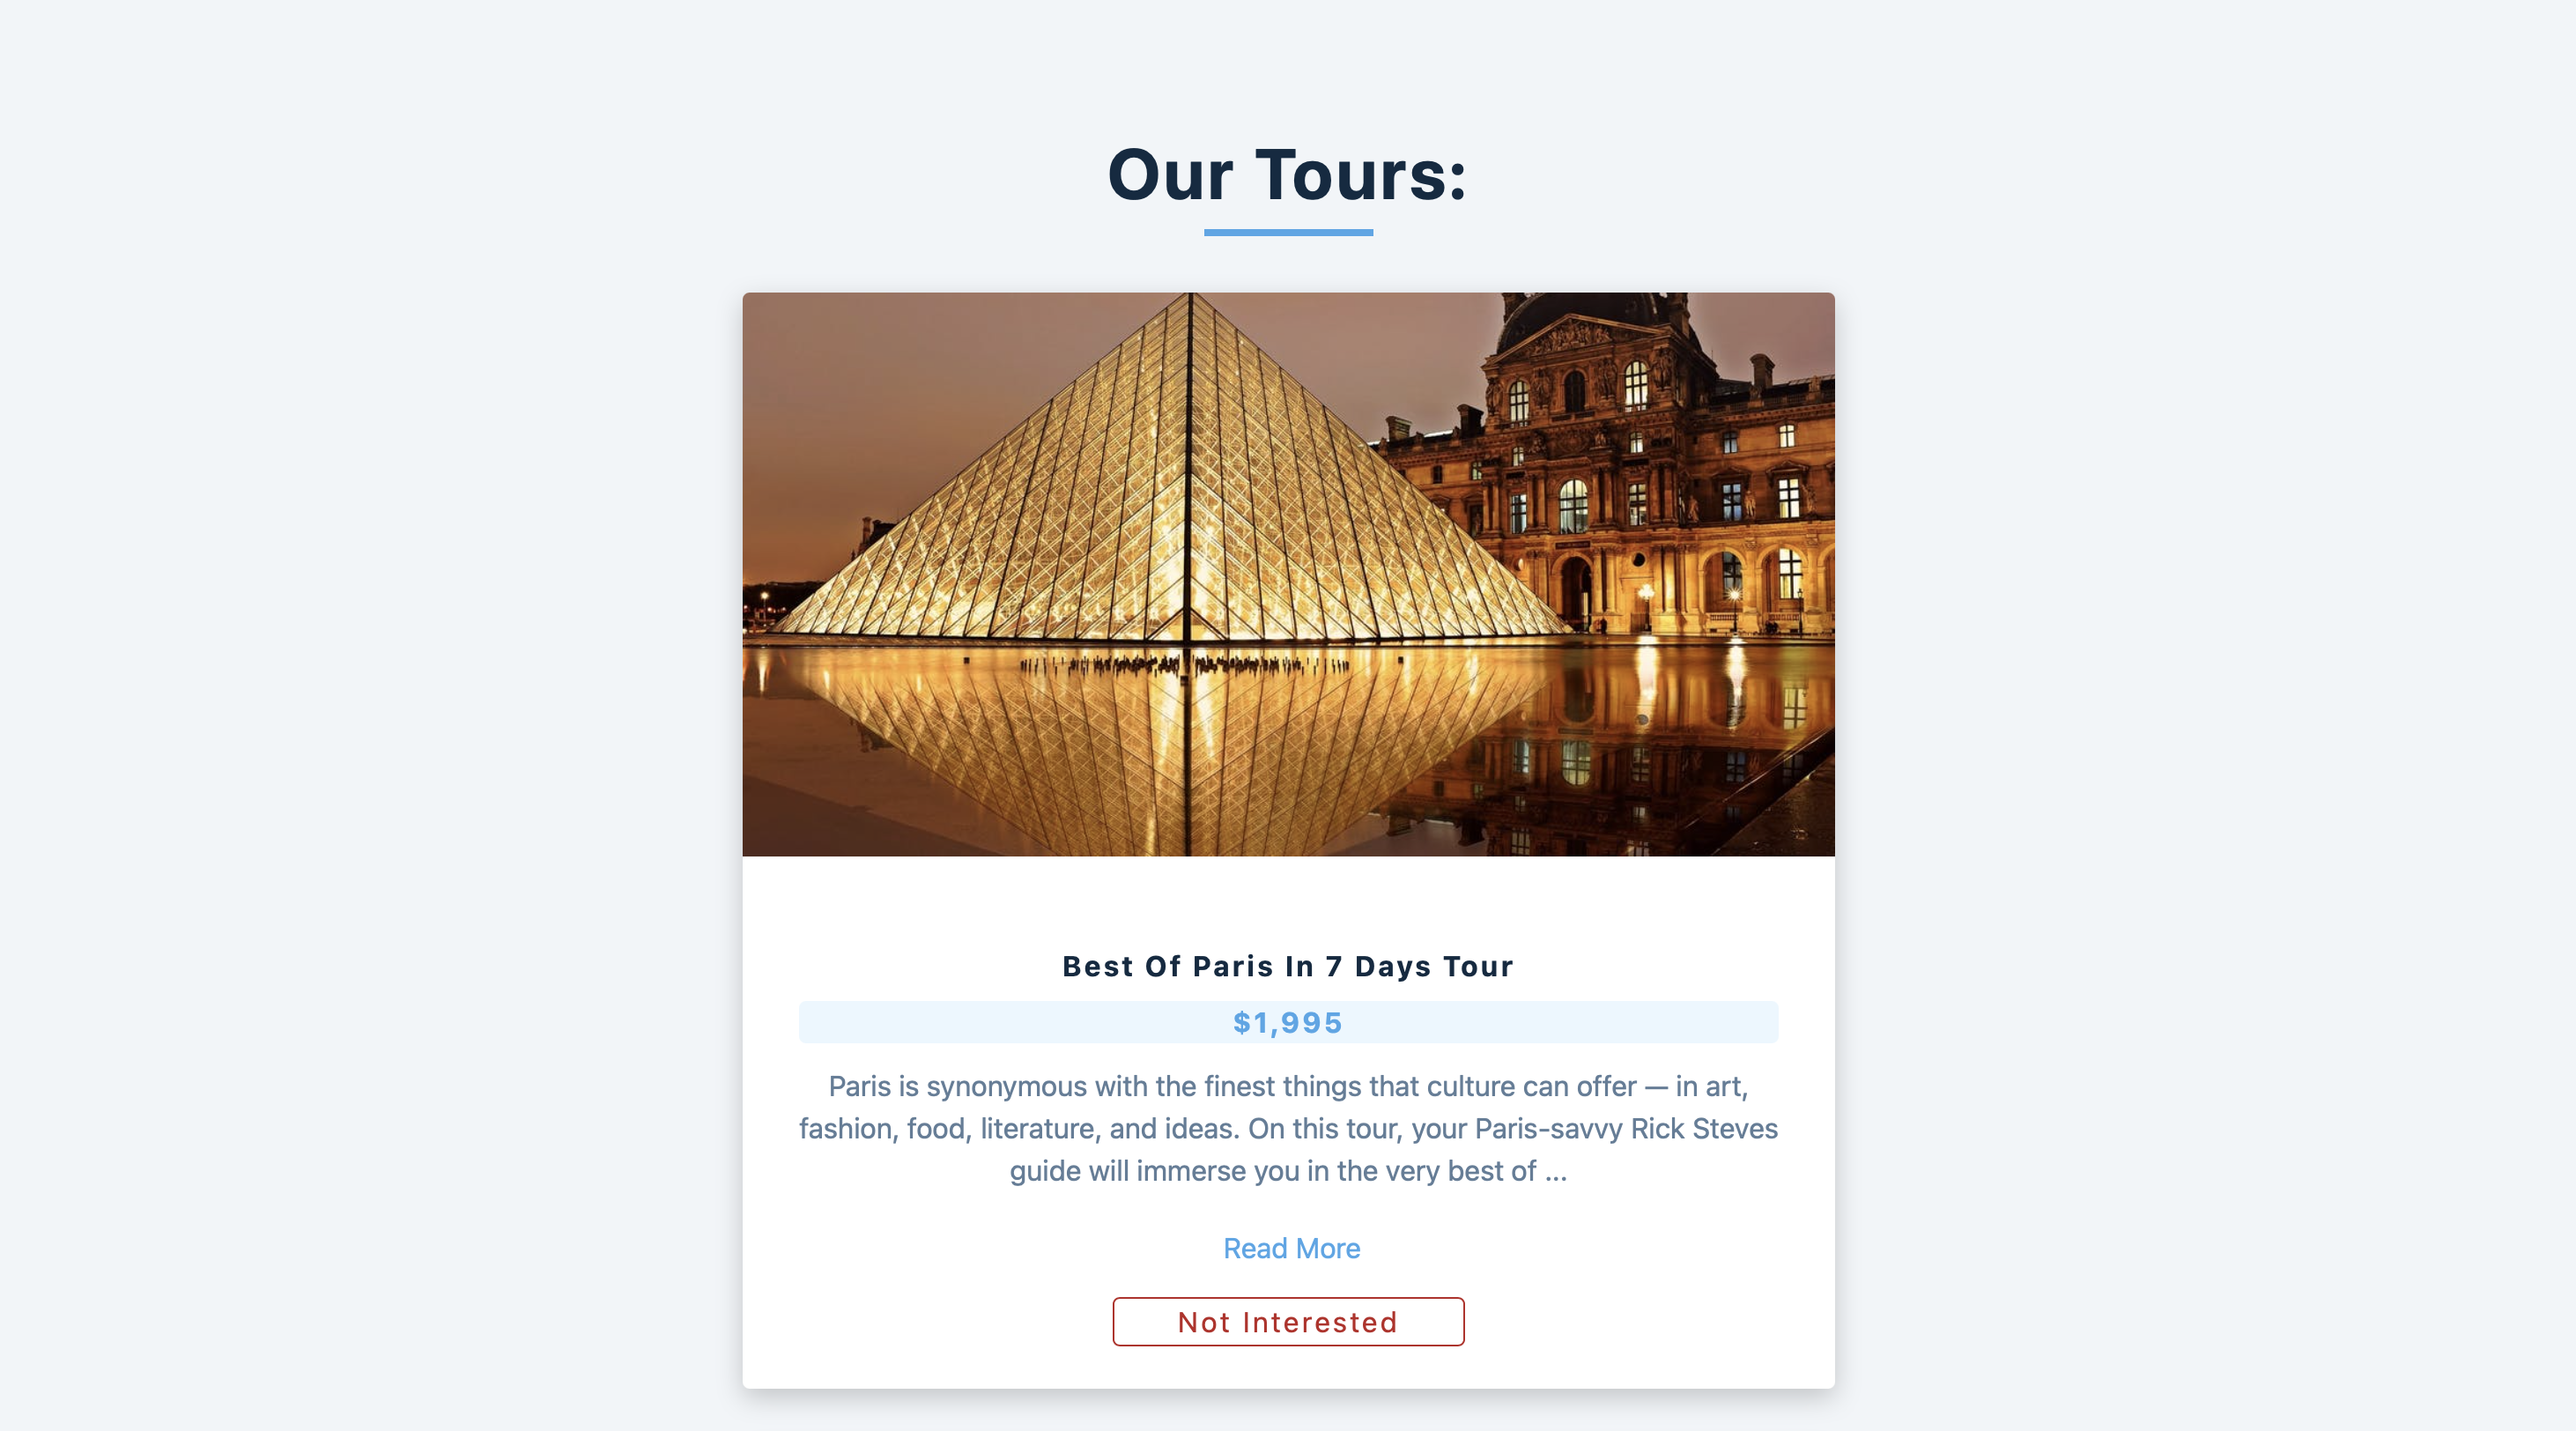 Our Tours:
Best Of Paris In 7 Days Tour
$1,995
Paris is synonymous with the finest things that culture can offer — in art,
fashion, food, literature, and ideas. On this tour, your Paris-savvy Rick Steves
guide will immerse you in the very best of ...
Read More
Not Interested